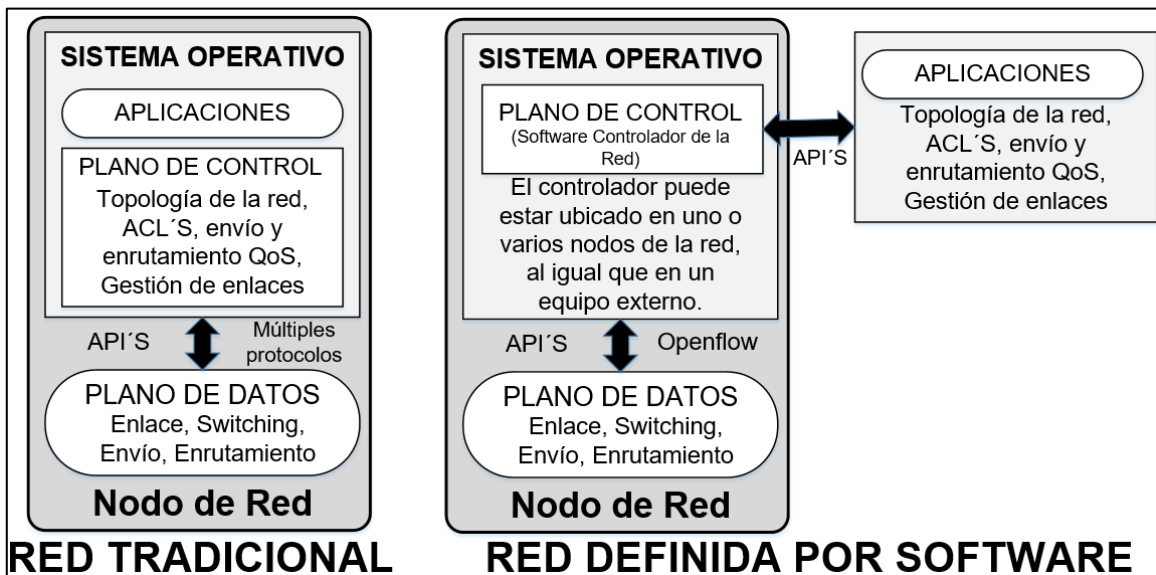 SISTEMA OPERATIVO
APLICACIONES
PLANO DE CONTROL
Topología de la red,
ACL´S, envío y
enrutamiento QoS,
Gestión de enlaces
API´S
Múltiples
protocolos
PLANO DE DATOS
Enlace, Switching,
Envío, Enrutamiento
Nodo de Red
RED TRADICIONAL
SISTEMA OPERATIVO
PLANO DE CONTROL
(Software Controlador de la
Red)
El controlador puede
estar ubicado en uno o
varios nodos de la red,
al igual que en un
equipo externo.
API´S
Openflow
PLANO DE DATOS
Enlace, Switching,
Envío, Enrutamiento
Nodo de Red
API´S
APLICACIONES
Topología de la red,
ACL´S, envío y
enrutamiento QoS,
Gestión de enlaces
RED DEFINIDA POR SOFTWARE